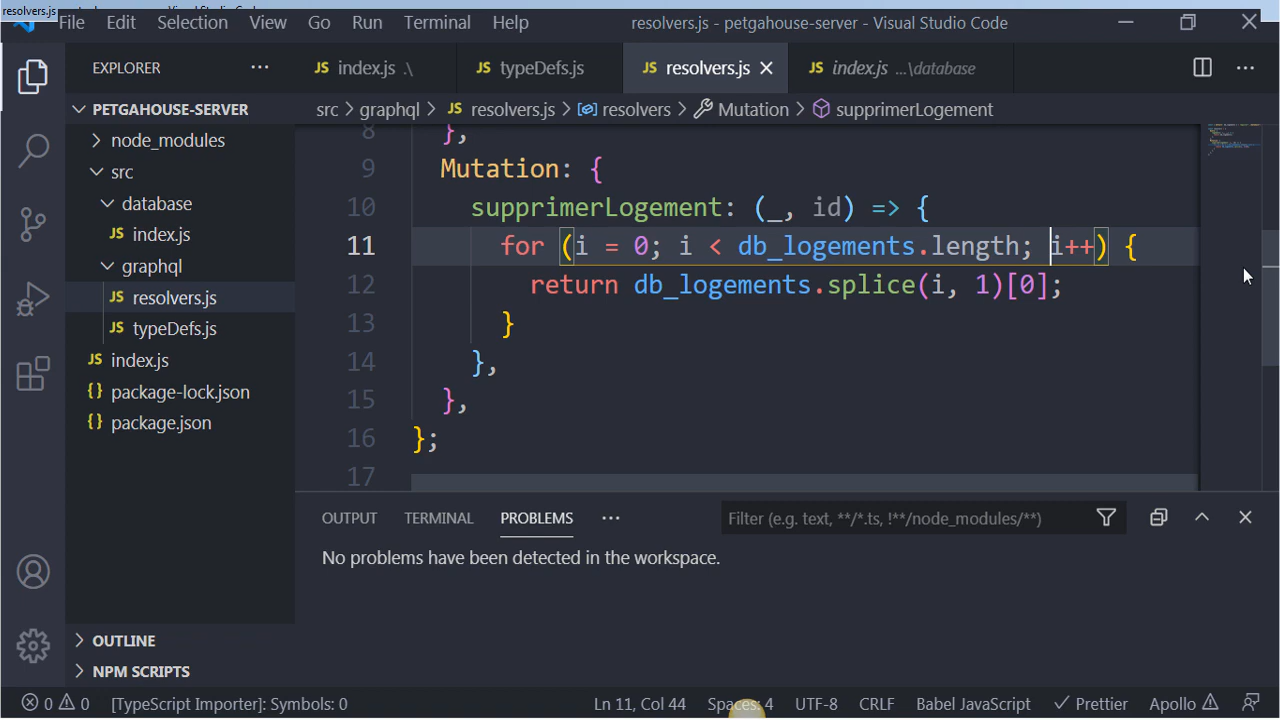 resolvers.js
File Edit Selection View Go Run Terminal Help resolvers.js - petgahouse-server - Visual Studio Code
EXPLORER ··· JS index.js .\ JS typeDefs.js JS resolvers.js JS index.js ...\database ···
PETGAHOUSE-SERVER
src > graphql > JS resolvers.js > resolvers > Mutation > supprimerLogement
node_modules
src
database
JS index.js
graphql
JS resolvers.js
JS typeDefs.js
JS index.js
{} package-lock.json
{} package.json
8 },
9 Mutation: {
10 supprimerLogement: (_, id) => {
11 for (i = 0; i < db_logements.length; i++) {
12 return db_logements.splice(i, 1)[0];
13 }
14 },
15 },
16 };
17
OUTPUT TERMINAL PROBLEMS ··· Filter (e.g. text, **/*.ts, !**/node_modules/**)
No problems have been detected in the workspace.
OUTLINE
NPM SCRIPTS
0 0 [TypeScript Importer]: Symbols: 0 Ln 11, Col 44 Spaces: 4 UTF-8 CRLF Babel JavaScript Prettier Apollo